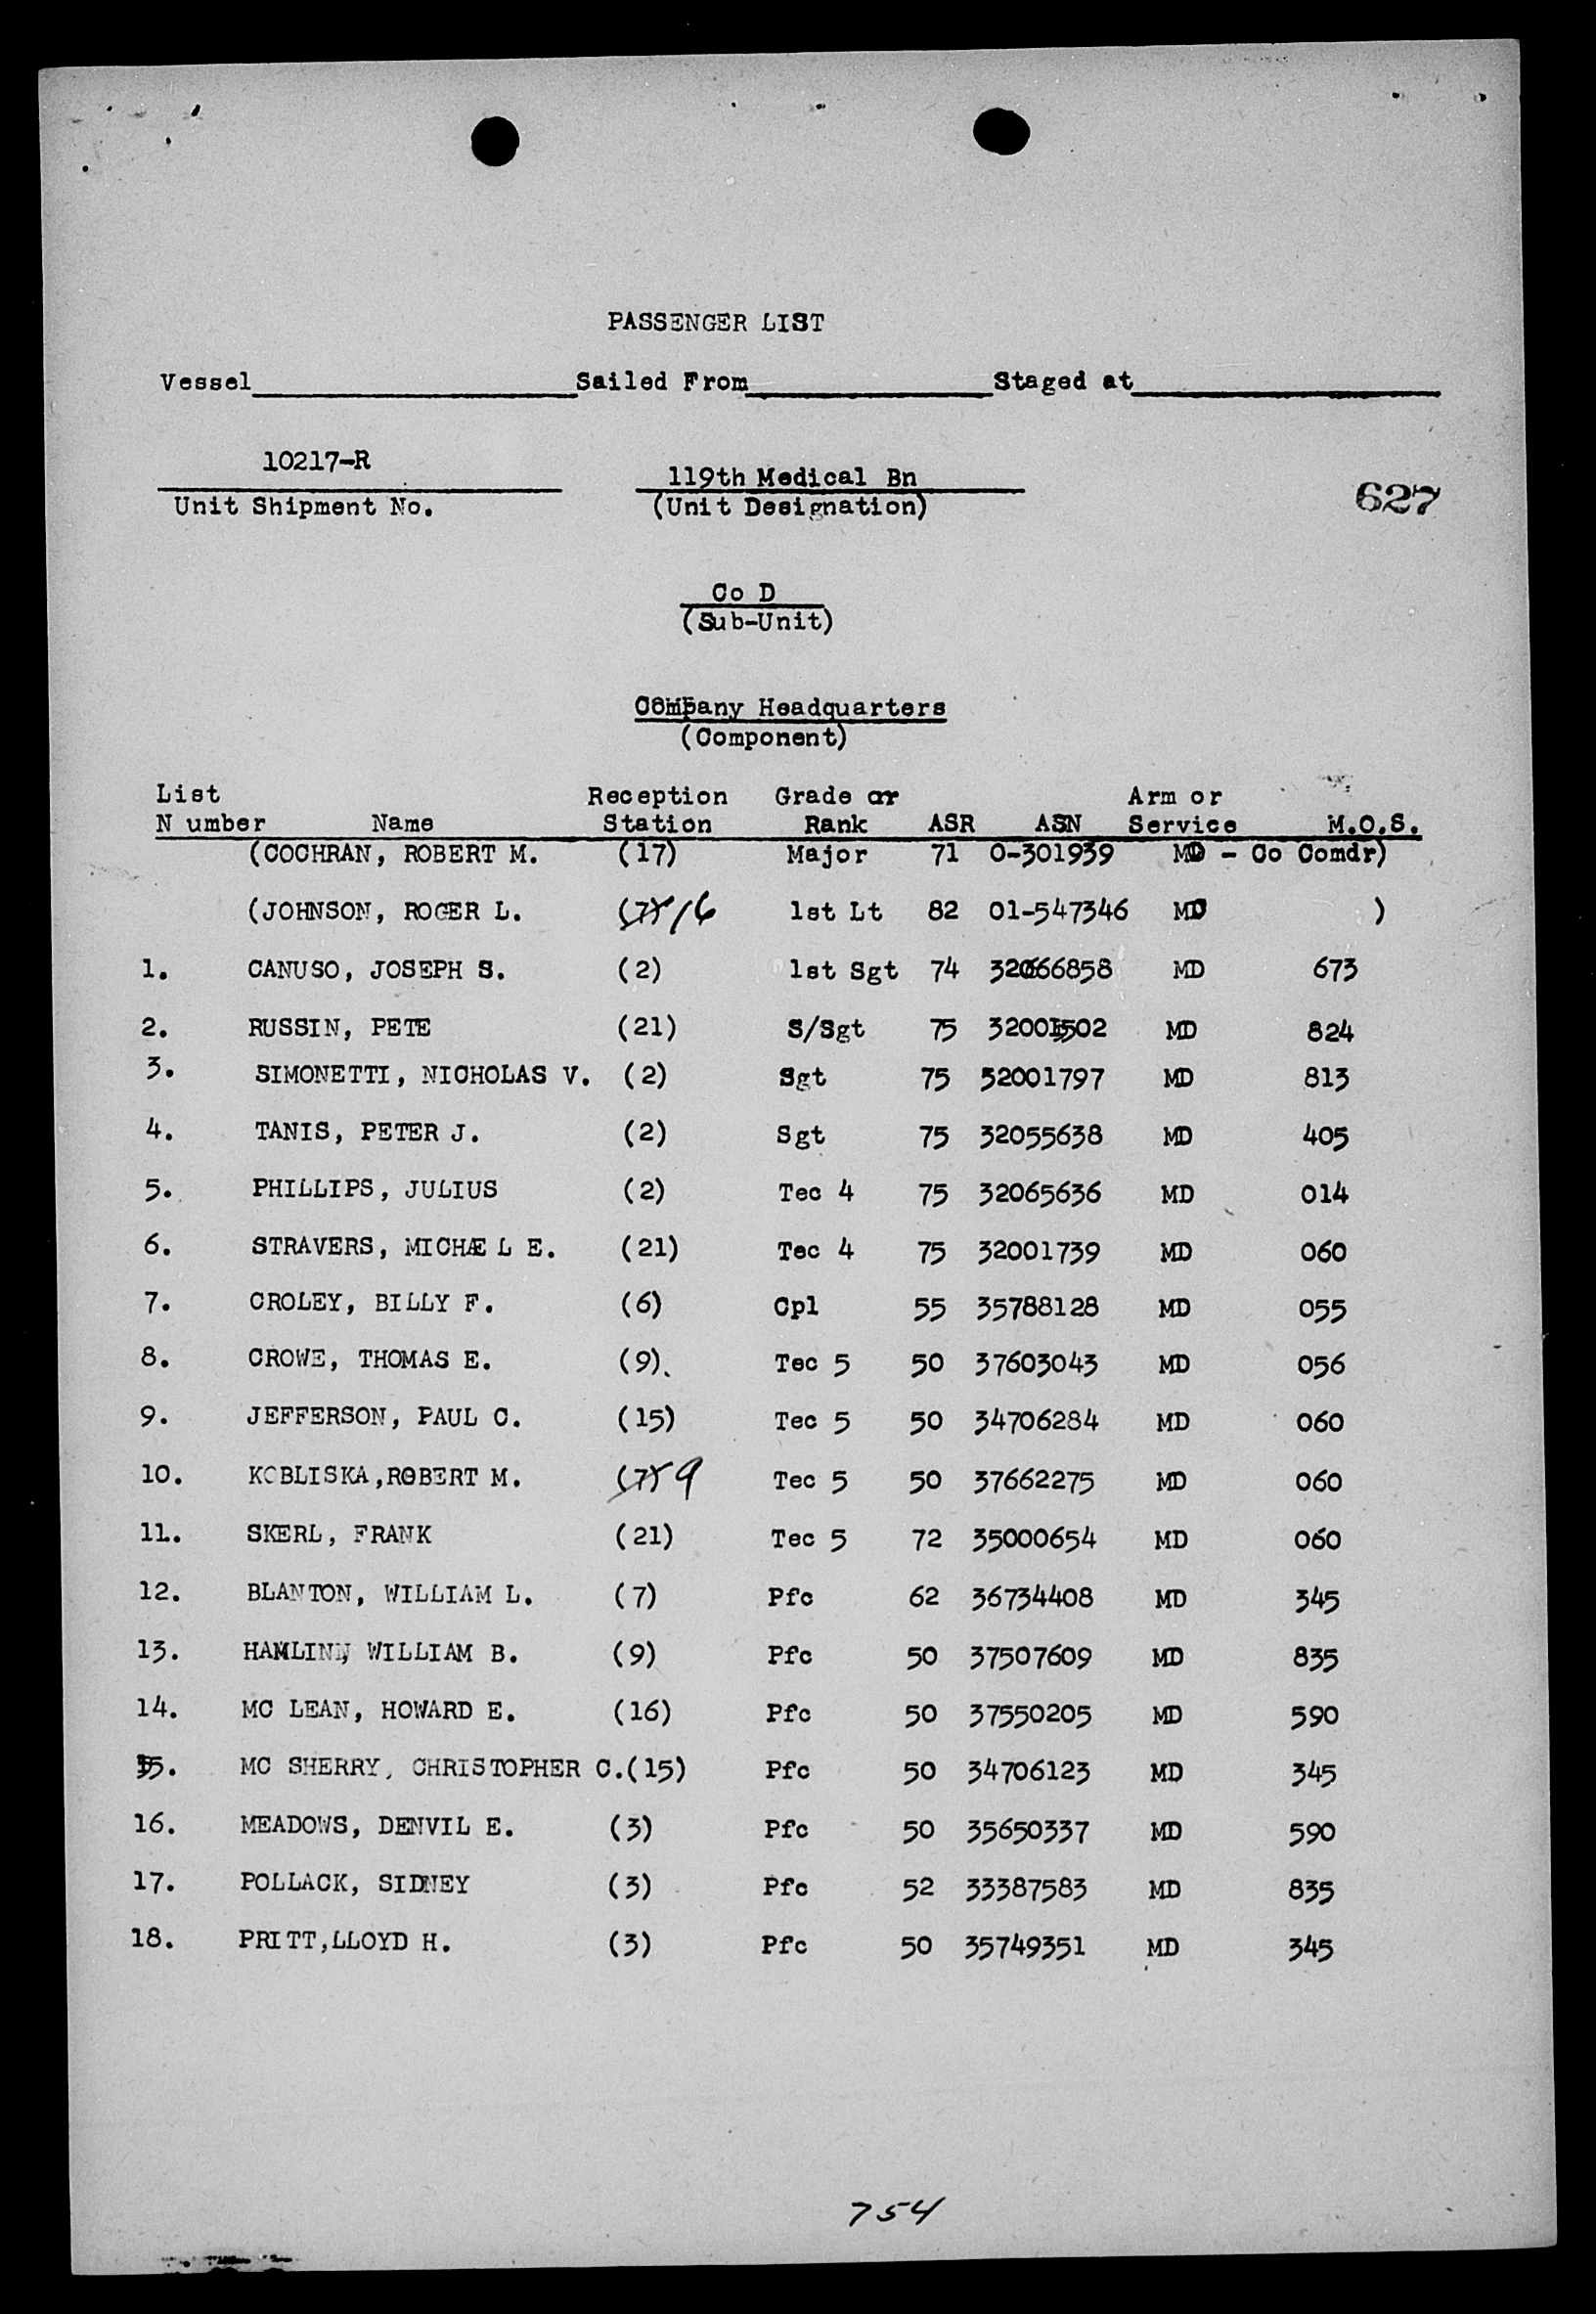 PASSENGER LIST
Vessel Sailed From Staged at
10217-R 119th Medical Bn
Unit Shipment No. (Unit Designation) 627
Co D
(Sub-Unit)
Company Headquarters
(Component)
List Reception Grade or Arm or
N umber Name Station Rank ASR ASN Service M.O.S.
(COCHRAN, ROBERT M. (17) Major 71 O-301939 MD - Co Comdr)
(JOHNSON, ROGER L. (7) 16 1st Lt 82 01-547346 MD )
1. CANUSO, JOSEPH S. (2) 1st Sgt 74 32066858 MD 673
2. RUSSIN, PETE (21) S/Sgt 75 32001502 MD 824
3. SIMONETTI, NICHOLAS V. (2) Sgt 75 32001797 MD 813
4. TANIS, PETER J. (2) Sgt 75 32055638 MD 405
5. PHILLIPS, JULIUS (2) Tec 4 75 32065636 MD 014
6. STRAVERS, MICHAE L E. (21) Tec 4 75 32001739 MD 060
7. CROLEY, BILLY F. (6) Cpl 55 35788128 MD 055
8. CROWE, THOMAS E. (9). Tec 5 50 37603043 MD 056
9. JEFFERSON, PAUL C. (15) Tec 5 50 34706284 MD 060
10. KOBLISKA,ROBERT M. (7) 9 Tec 5 50 37662275 MD 060
11. SKERL, FRANK (21) Tec 5 72 35000654 MD 060
12. BLANTON, WILLIAM L. (7) Pfc 62 36734408 MD 345
13. HAMLIN, WILLIAM B. (9) Pfc 50 37507609 MD 835
14. MC LEAN, HOWARD E. (16) Pfc 50 37550205 MD 590
15. MC SHERRY, CHRISTOPHER C.(15) Pfc 50 34706123 MD 345
16. MEADOWS, DENVIL E. (3) Pfc 50 35650337 MD 590
17. POLLACK, SIDNEY (3) Pfc 52 33387583 MD 835
18. PRITT,LLOYD H. (3) Pfc 50 35749351 MD 345
754